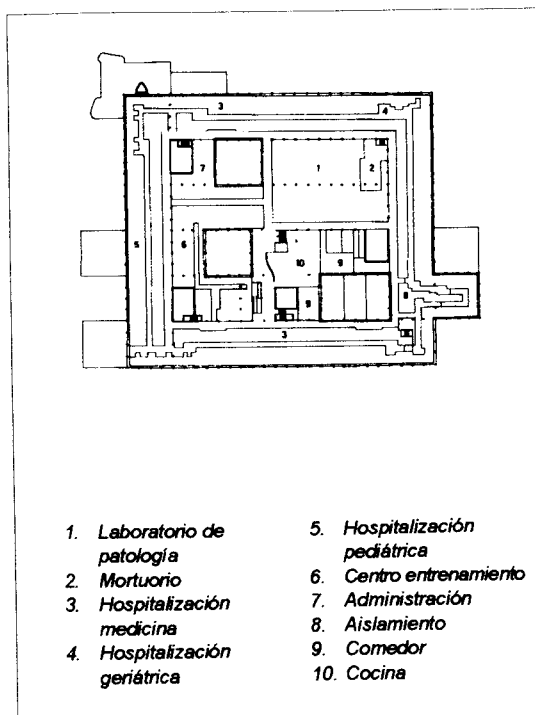 3
4
7
1
2
5
6
10
9
9
8
3
1. Laboratorio de
patología
2. Mortuorio
3. Hospitalización
medicina
4. Hospitalización
geriátrica
5. Hospitalización
pediátrica
6. Centro entrenamiento
7. Administración
8. Aislamiento
9. Comedor
10. Cocina